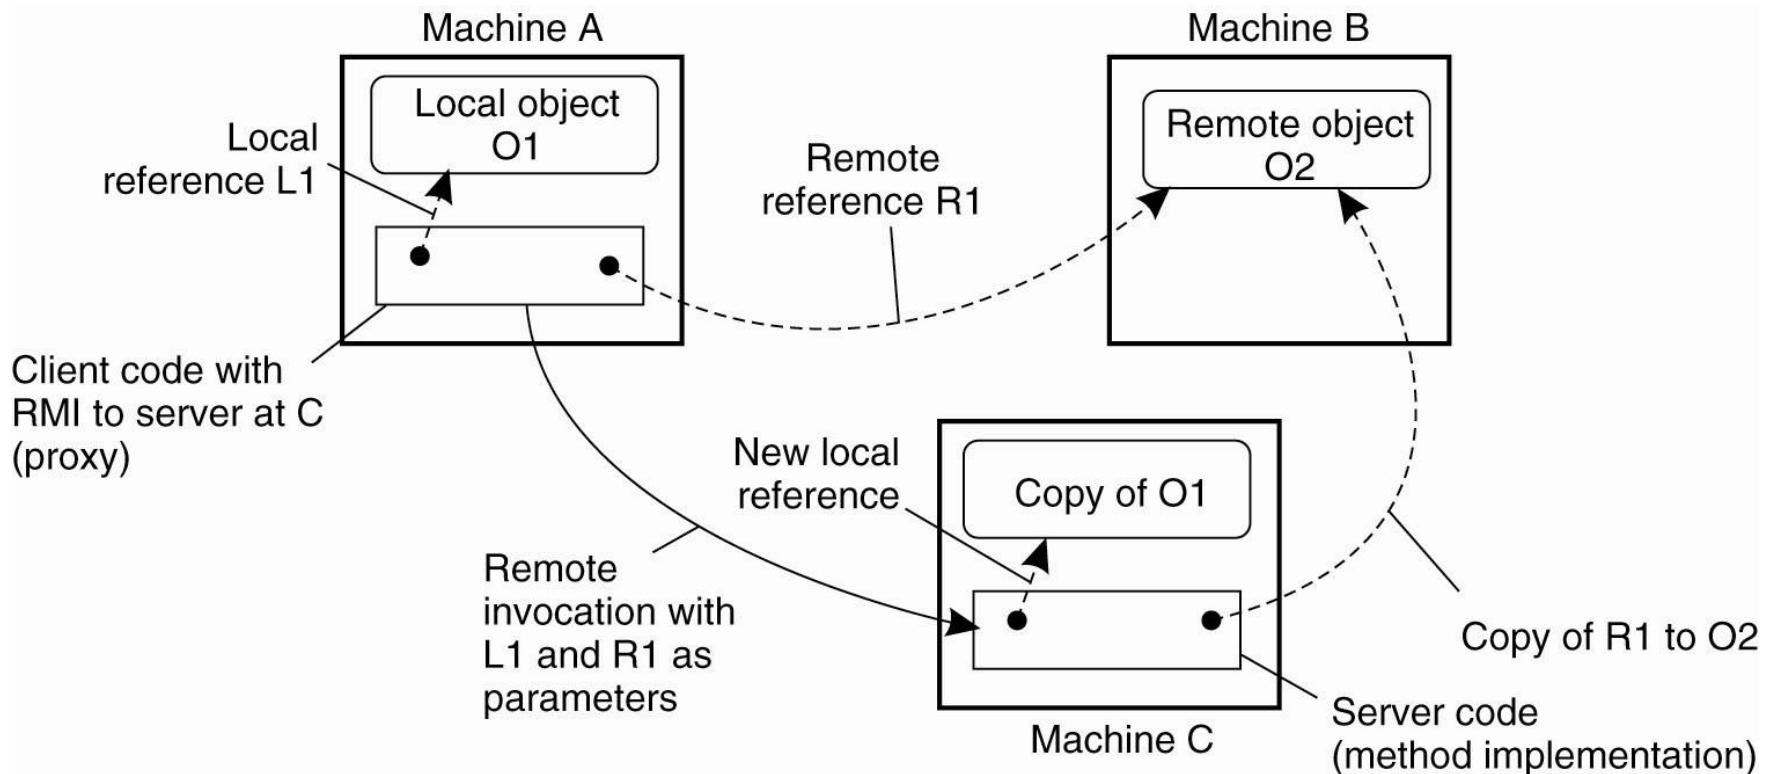 Machine A
Machine B
Local object
O1
Remote object
O2
Local
reference L1
Remote
reference R1
Client code with
RMI to server at C
(proxy)
New local
reference
Copy of O1
Remote
invocation with
L1 and R1 as
parameters
Copy of R1 to O2
Server code
(method implementation)
Machine C